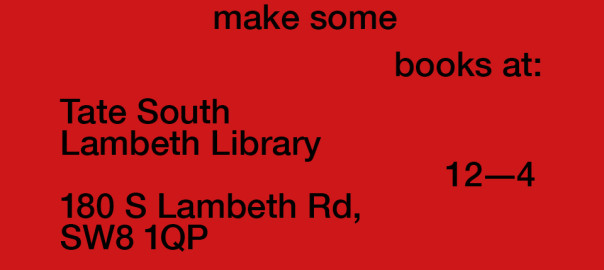 make some
books at:
Tate South
Lambeth Library
12—4
180 S Lambeth Rd,
SW8 1QP